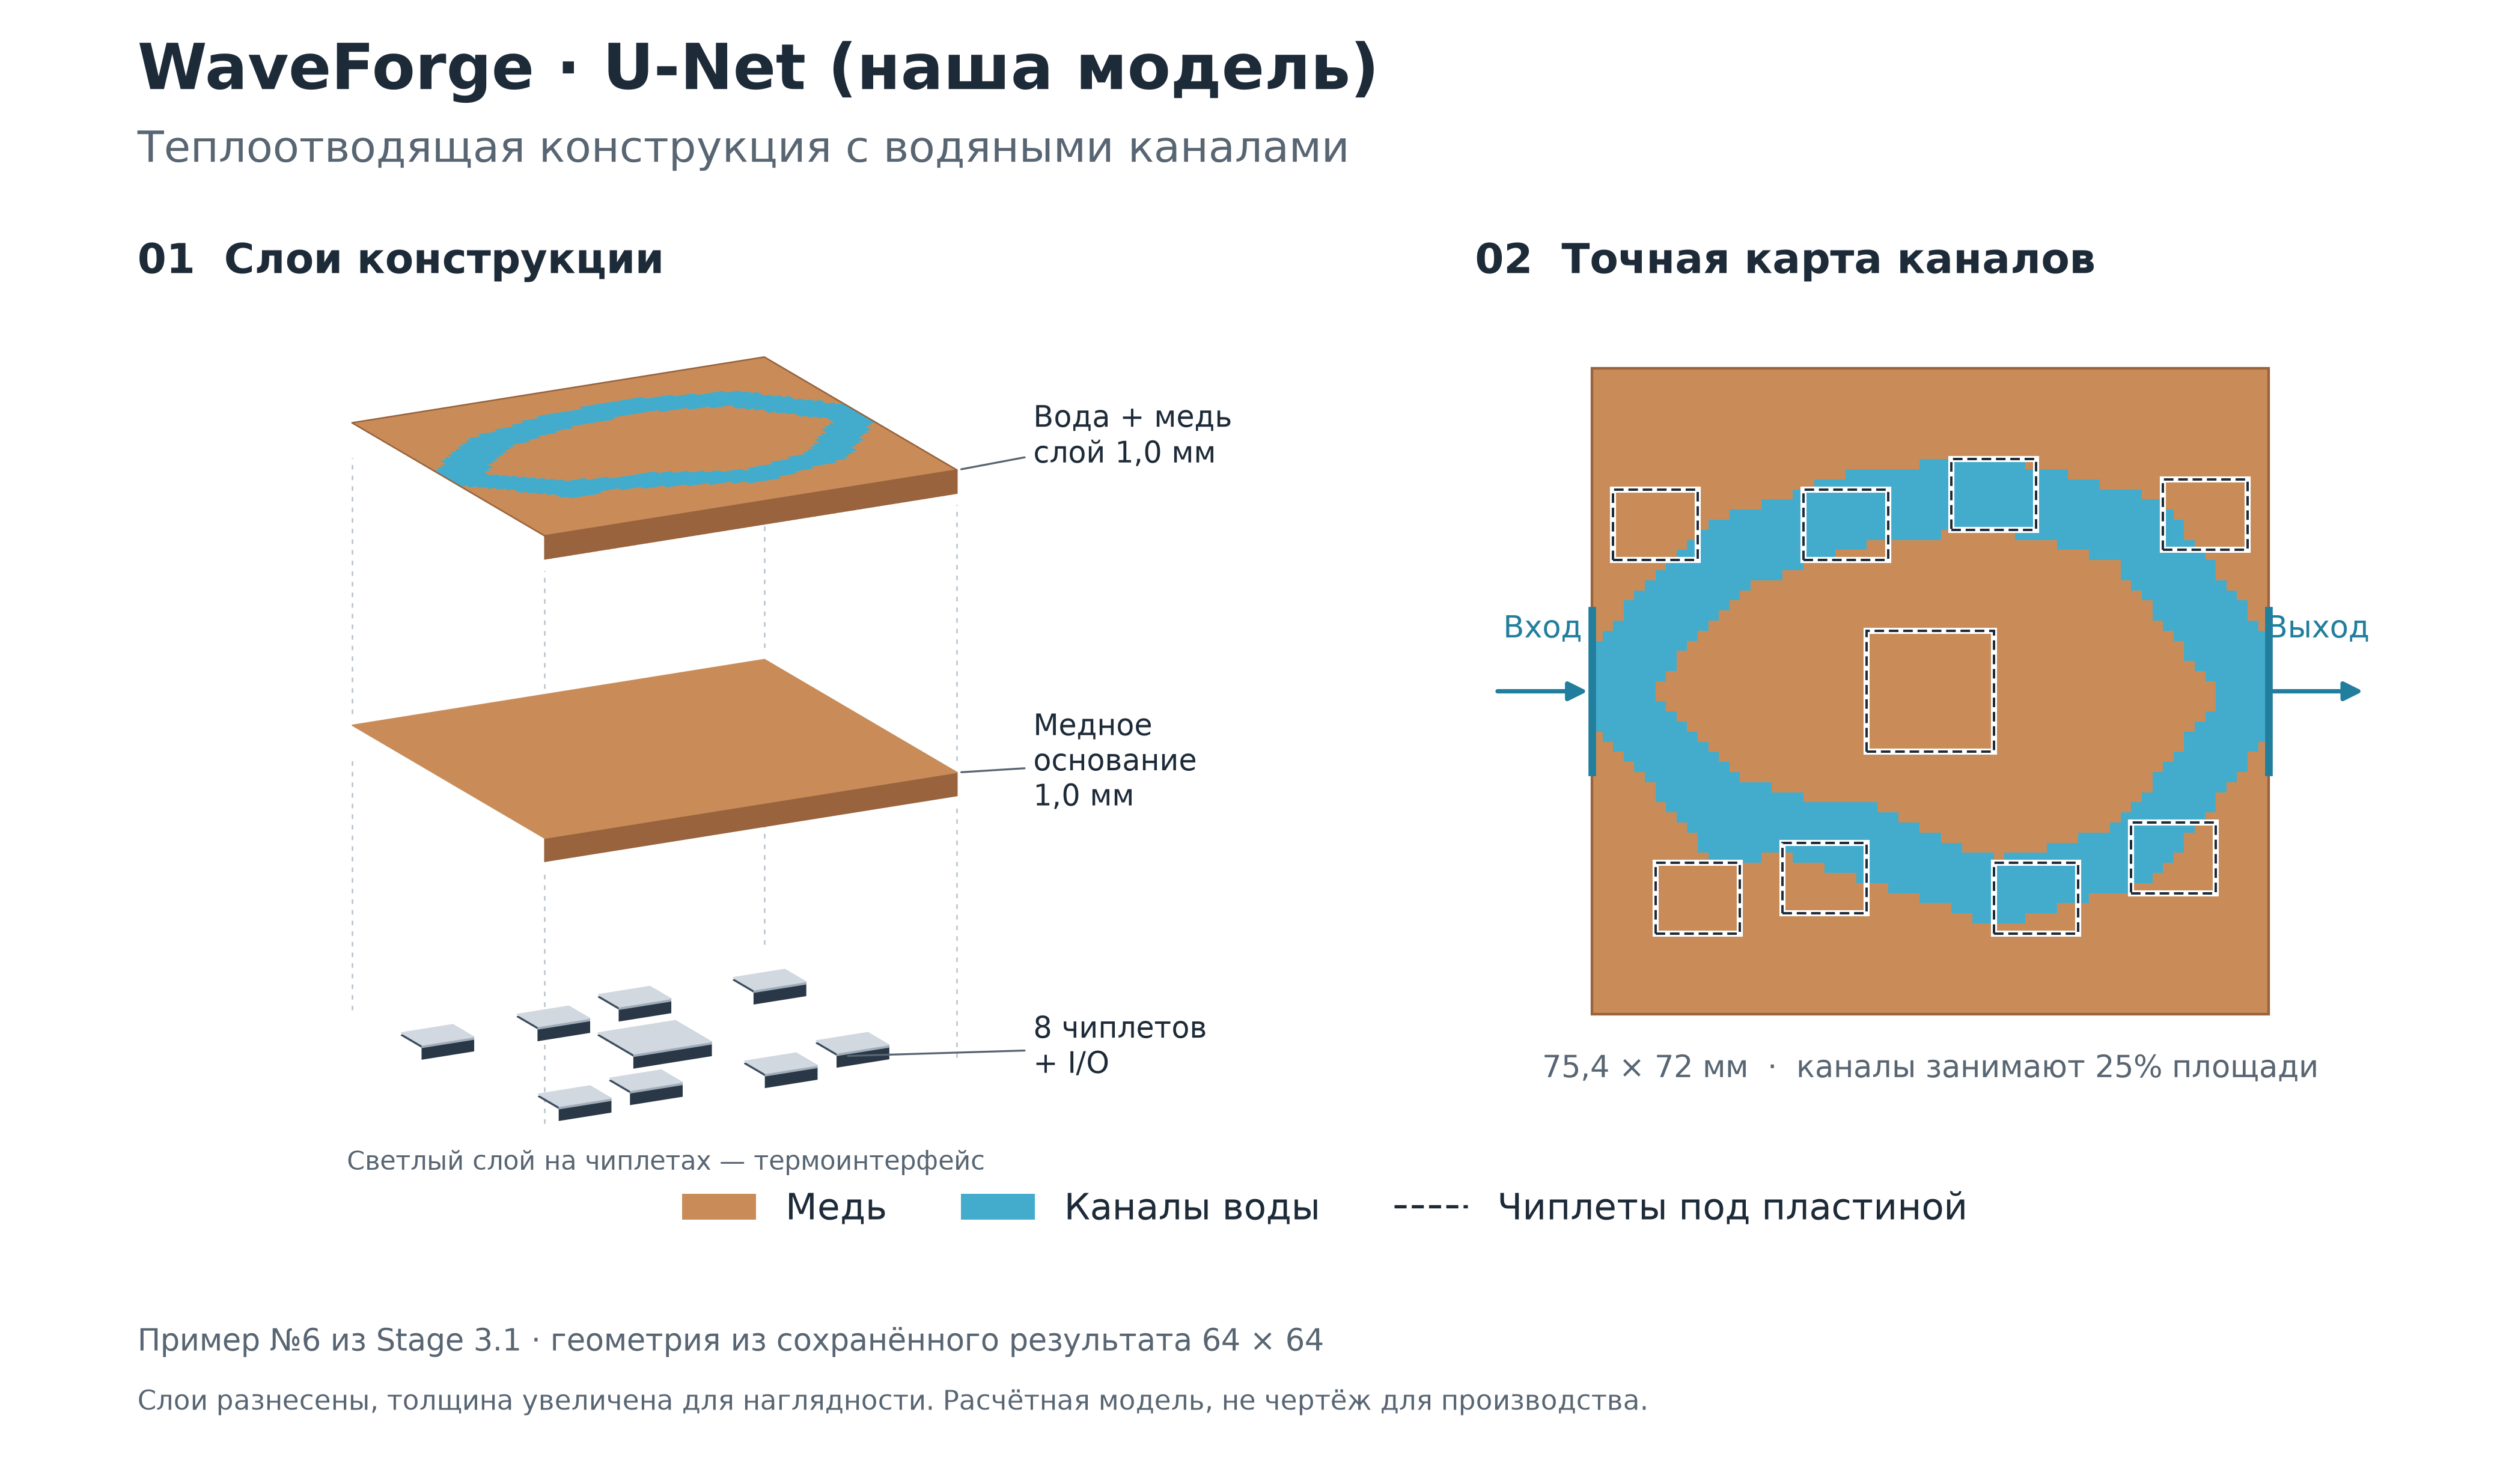 WaveForge · U-Net (наша модель)
Теплоотводящая конструкция с водяными каналами
01 Слои конструкции
Вода + медь
слой 1,0 мм
Медное
основание
1,0 мм
8 чиплетов
+ I/O
Светлый слой на чиплетах — термоинтерфейс
02 Точная карта каналов
Вход
Выход
75,4 × 72 мм · каналы занимают 25% площади
Медь
Каналы воды
Чиплеты под пластиной
Пример №6 из Stage 3.1 · геометрия из сохранённого результата 64 × 64
Слои разнесены, толщина увеличена для наглядности. Расчётная модель, не чертёж для производства.